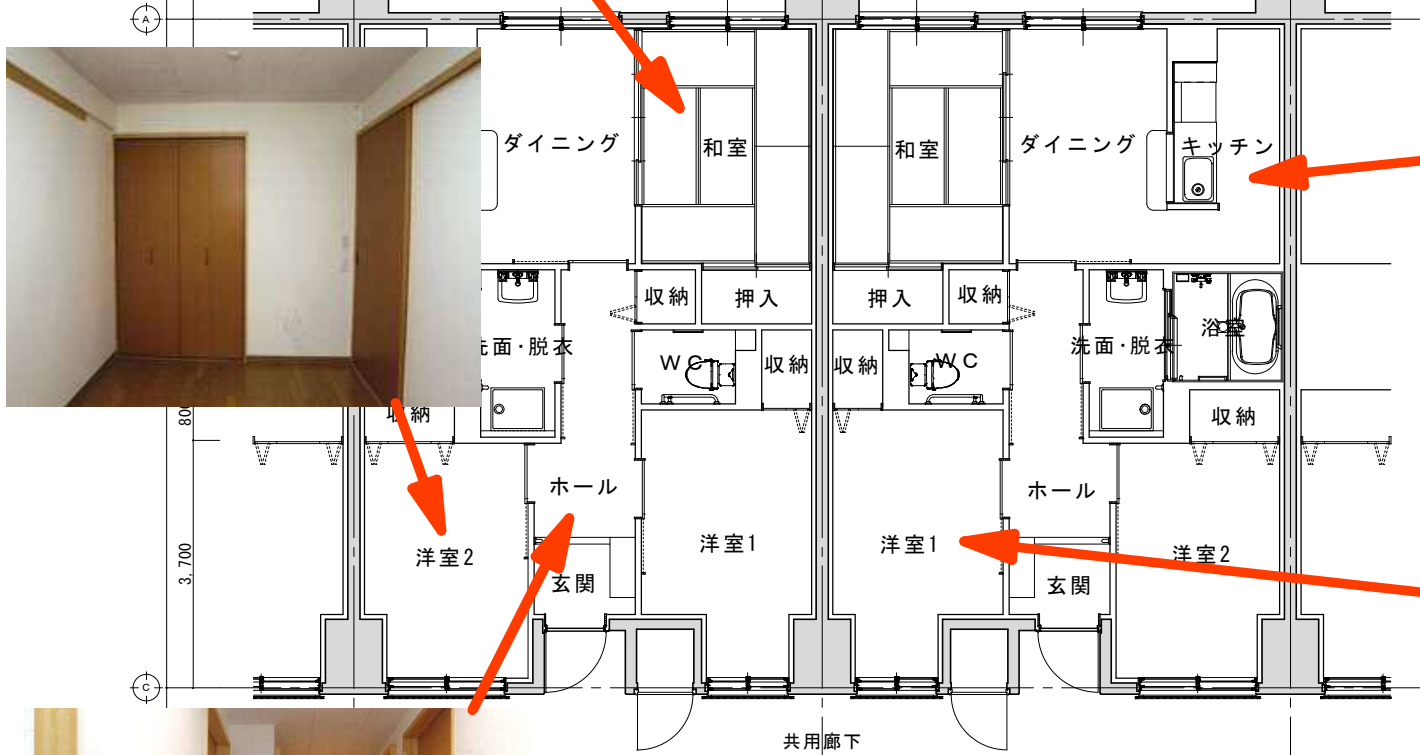 A
ダイニング 和室 和室 ダイニング キッチン
収納 押入 押入 収納
洗面・脱衣 WC 収納 収納 WC 洗面・脱衣 浴室
収納 収納
800
ホール ホール
洋室2 洋室1 洋室1 洋室2
3,700
玄関 玄関
C
共用廊下